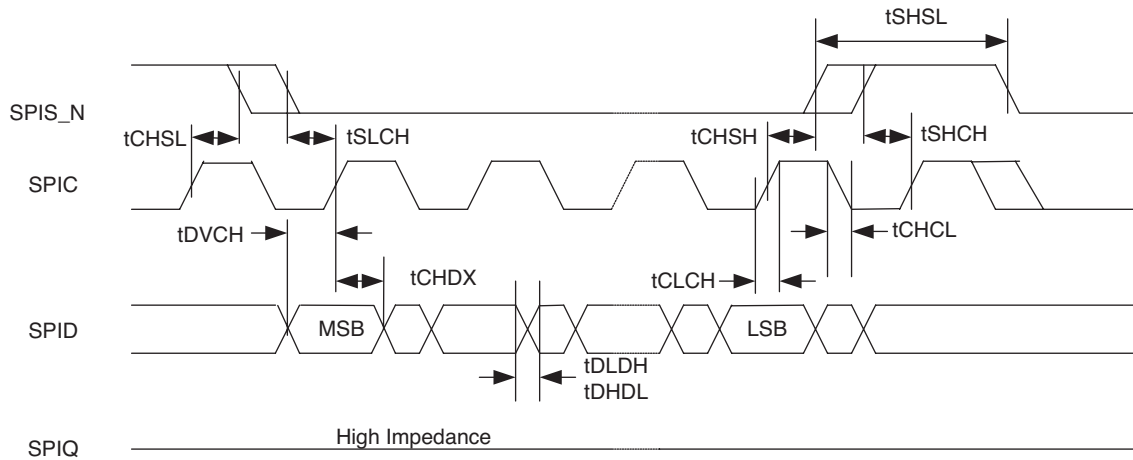 tSHSL
SPIS_N
tCHSL
tSLCH
tCHSH
tSHCH
SPIC
tDVCH
tCHCL
tCHDX
tCLCH
SPID
MSB
LSB
tDLDH
tDHDL
High Impedance
SPIQ